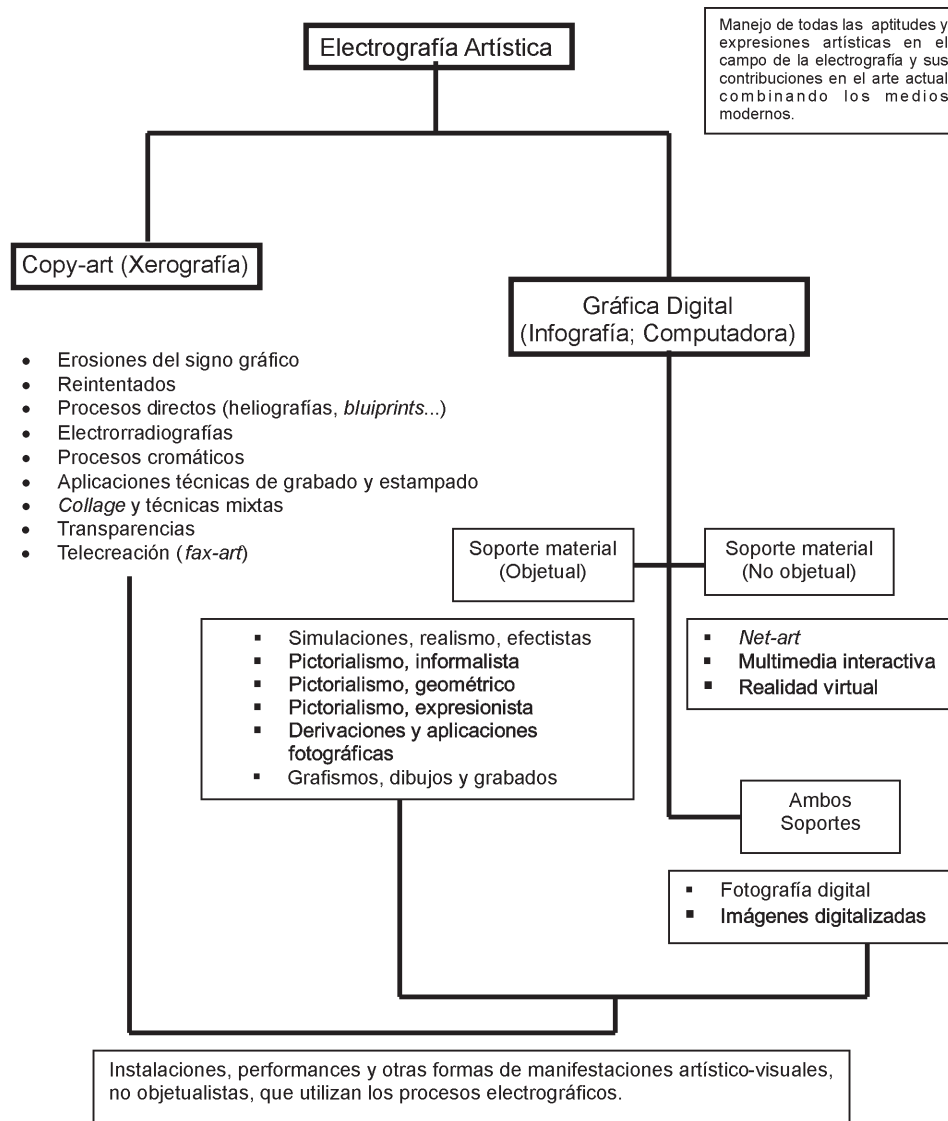 Electrografía Artística
Manejo de todas las aptitudes y
expresiones artísticas en el
campo de la electrografía y sus
contribuciones en el arte actual
combinando los medios
modernos.
Copy-art (Xerografía)
Gráfica Digital
(Infografía; Computadora)
• Erosiones del signo gráfico
• Reintentados
• Procesos directos (heliografías, bluiprints...)
• Electrorradiografías
• Procesos cromáticos
• Aplicaciones técnicas de grabado y estampado
• Collage y técnicas mixtas
• Transparencias
• Telecreación (fax-art)
Soporte material
(Objetual)
Soporte material
(No objetual)
▪ Simulaciones, realismo, efectistas
▪ Pictorialismo, informalista
▪ Pictorialismo, geométrico
▪ Pictorialismo, expresionista
▪ Derivaciones y aplicaciones
fotográficas
▪ Grafismos, dibujos y grabados
▪ Net-art
▪ Multimedia interactiva
▪ Realidad virtual
Ambos
Soportes
▪ Fotografía digital
▪ Imágenes digitalizadas
Instalaciones, performances y otras formas de manifestaciones artístico-visuales,
no objetualistas, que utilizan los procesos electrográficos.